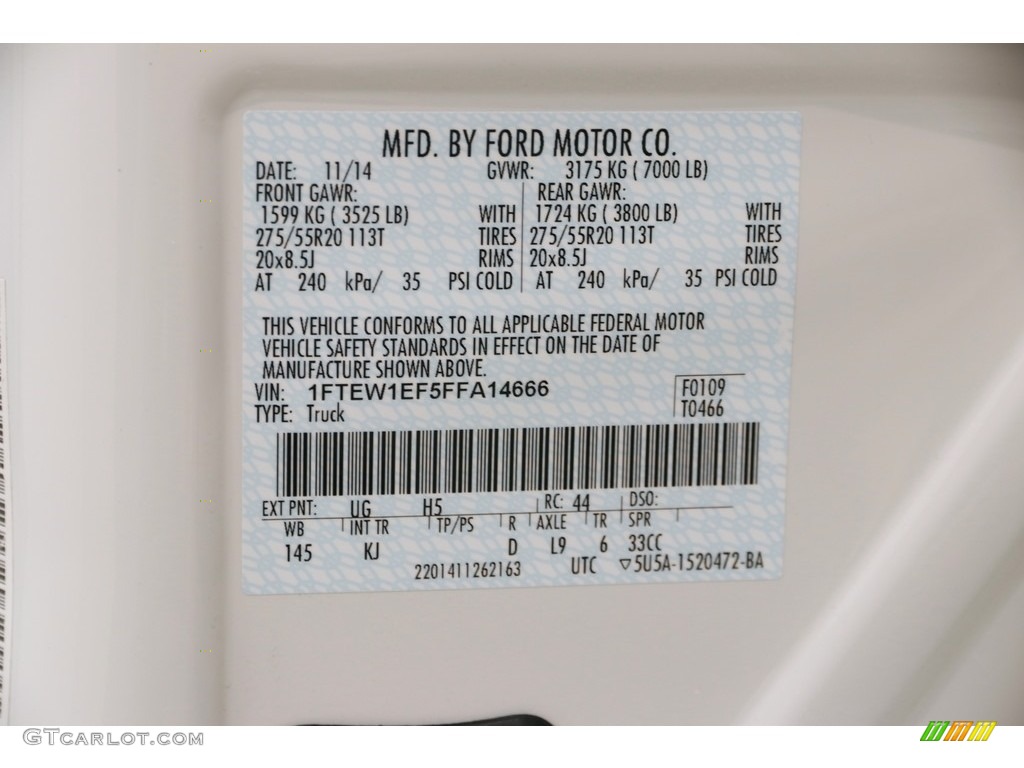 MFD. BY FORD MOTOR CO.
DATE: 11/14 GVWR: 3175 KG ( 7000 LB)
FRONT GAWR: REAR GAWR:
1599 KG ( 3525 LB) WITH 1724 KG ( 3800 LB) WITH
275/55R20 113T TIRES 275/55R20 113T TIRES
20x8.5J RIMS 20x8.5J RIMS
AT 240 kPa/ 35 PSI COLD AT 240 kPa/ 35 PSI COLD
THIS VEHICLE CONFORMS TO ALL APPLICABLE FEDERAL MOTOR
VEHICLE SAFETY STANDARDS IN EFFECT ON THE DATE OF
MANUFACTURE SHOWN ABOVE.
VIN: 1FTEW1EF5FFA14666 F0109
TYPE: Truck T0466
EXT PNT: UG H5 RC: 44 DSO:
WB INT TR TP/PS R AXLE TR SPR
145 KJ D L9 6 33CC
2201411262163 UTC ▽5U5A-1520472-BA
GTCARLOT.COM